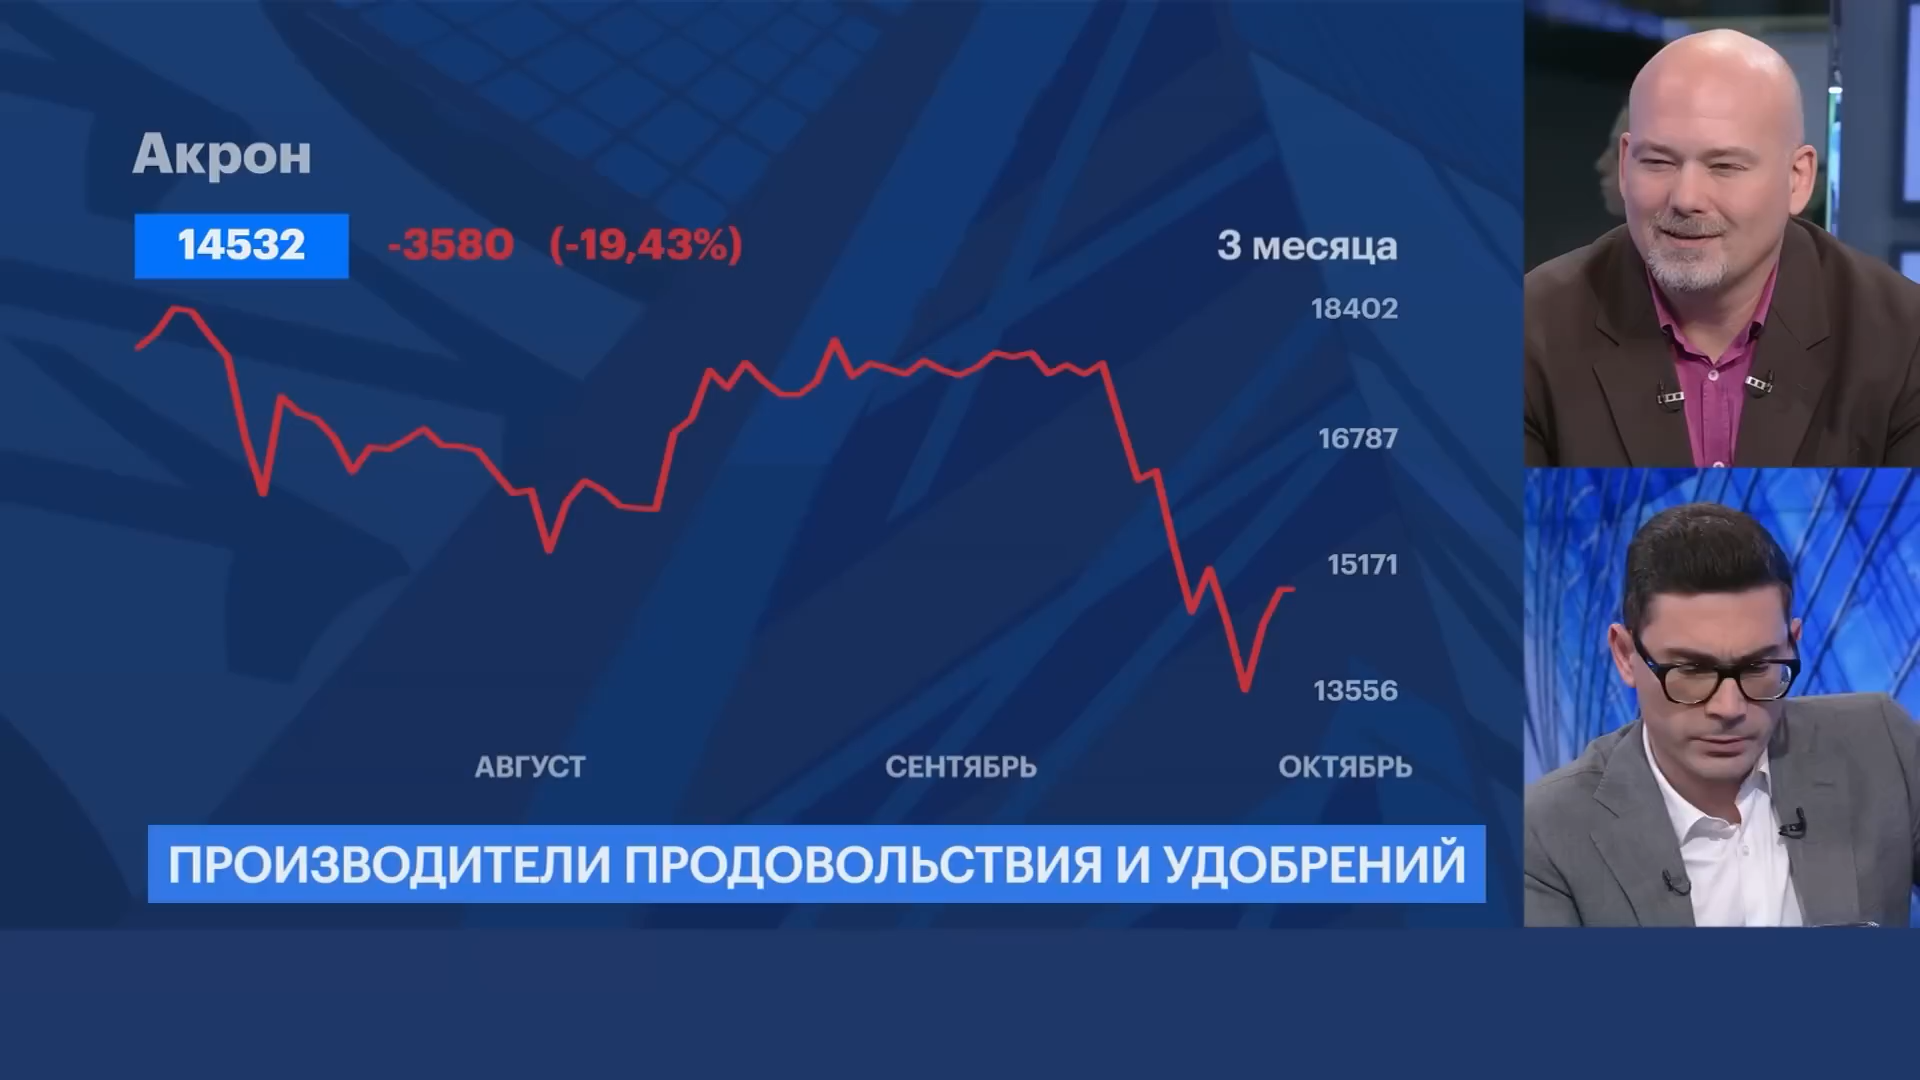 Акрон
14532 -3580 (-19,43%) 3 месяца
18402
16787
15171
13556
АВГУСТ СЕНТЯБРЬ ОКТЯБРЬ
ПРОИЗВОДИТЕЛИ ПРОДОВОЛЬСТВИЯ И УДОБРЕНИЙ